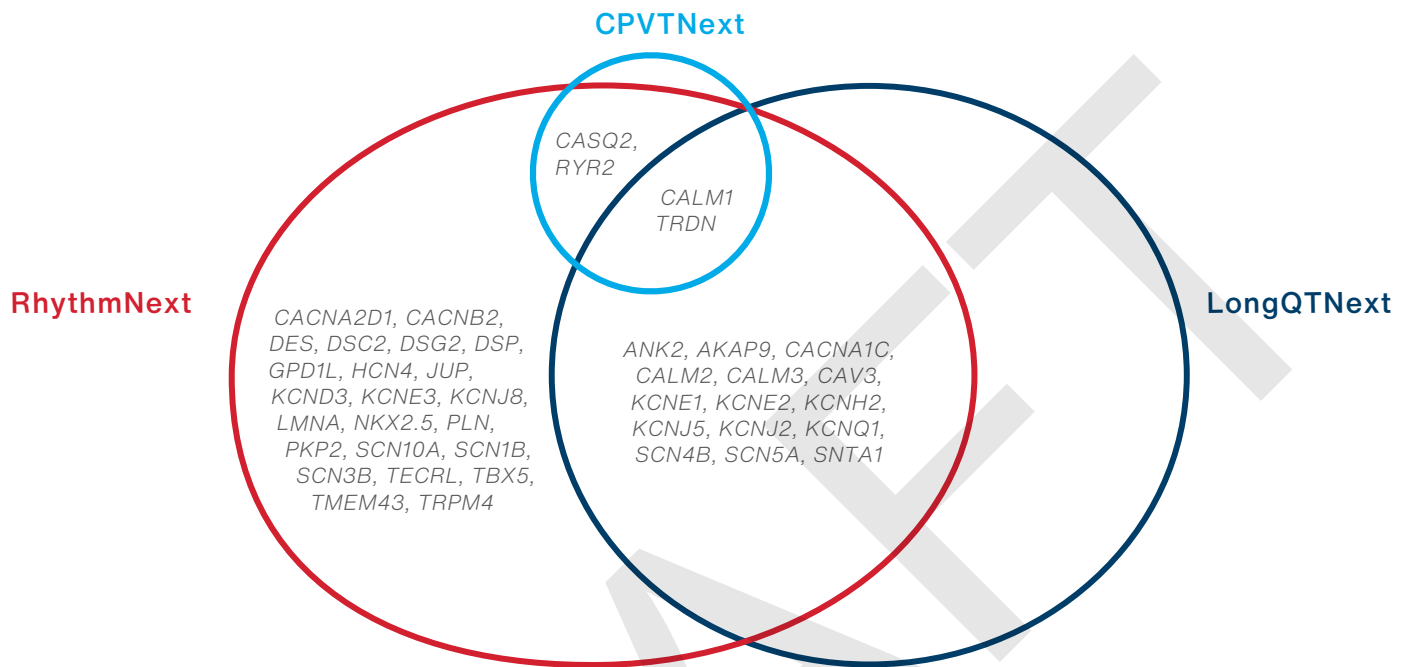 CPVTNext
CASQ2,
RYR2
CALM1
TRDN
RhythmNext
LongQTNext
CACNA2D1, CACNB2,
DES, DSC2, DSG2, DSP,
GPD1L, HCN4, JUP,
KCND3, KCNE3, KCNJ8,
LMNA, NKX2.5, PLN,
PKP2, SCN10A, SCN1B,
SCN3B, TECRL, TBX5,
TMEM43, TRPM4
ANK2, AKAP9, CACNA1C,
CALM2, CALM3, CAV3,
KCNE1, KCNE2, KCNH2,
KCNJ5, KCNJ2, KCNQ1,
SCN4B, SCN5A, SNTA1